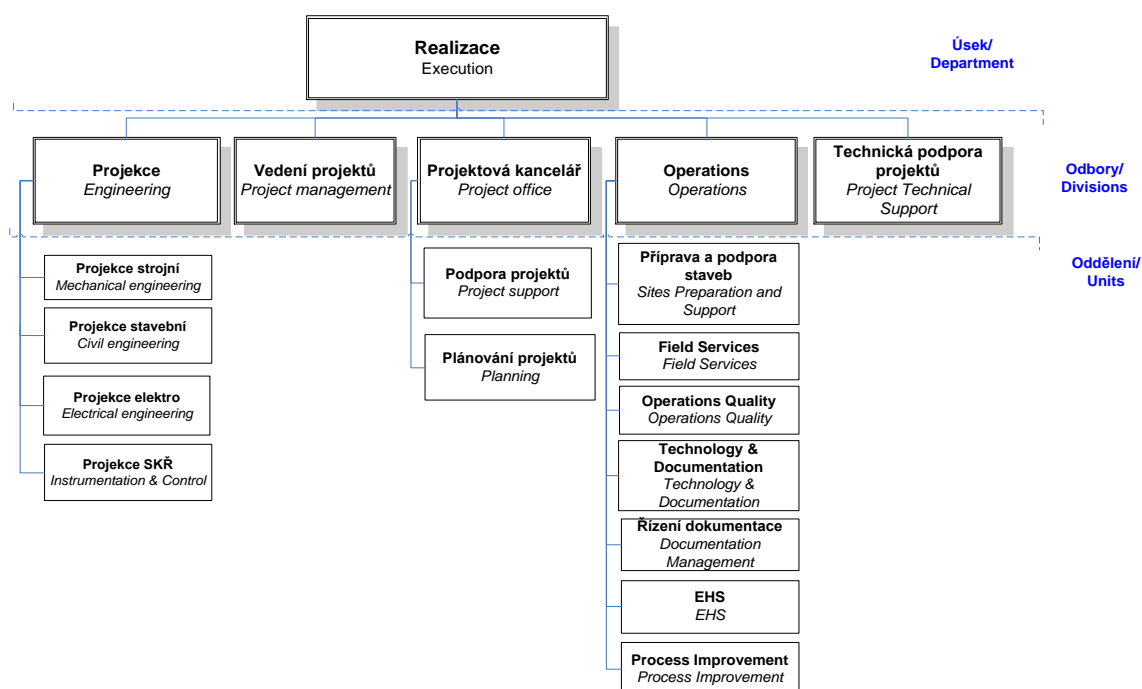 Realizace
Execution
Úsek/
Department
Projekce
Engineering
Vedení projektů
Project management
Projektová kancelář
Project office
Operations
Operations
Technická podpora
projektů
Project Technical
Support
Odbory/
Divisions
Oddělení/
Units
Projekce strojní
Mechanical engineering
Projekce stavební
Civil engineering
Projekce elektro
Electrical engineering
Projekce SKŘ
Instrumentation & Control
Podpora projektů
Project support
Plánování projektů
Planning
Příprava a podpora
staveb
Sites Preparation and
Support
Field Services
Field Services
Operations Quality
Operations Quality
Technology &
Documentation
Technology &
Documentation
Řízení dokumentace
Documentation
Management
EHS
EHS
Process Improvement
Process Improvement